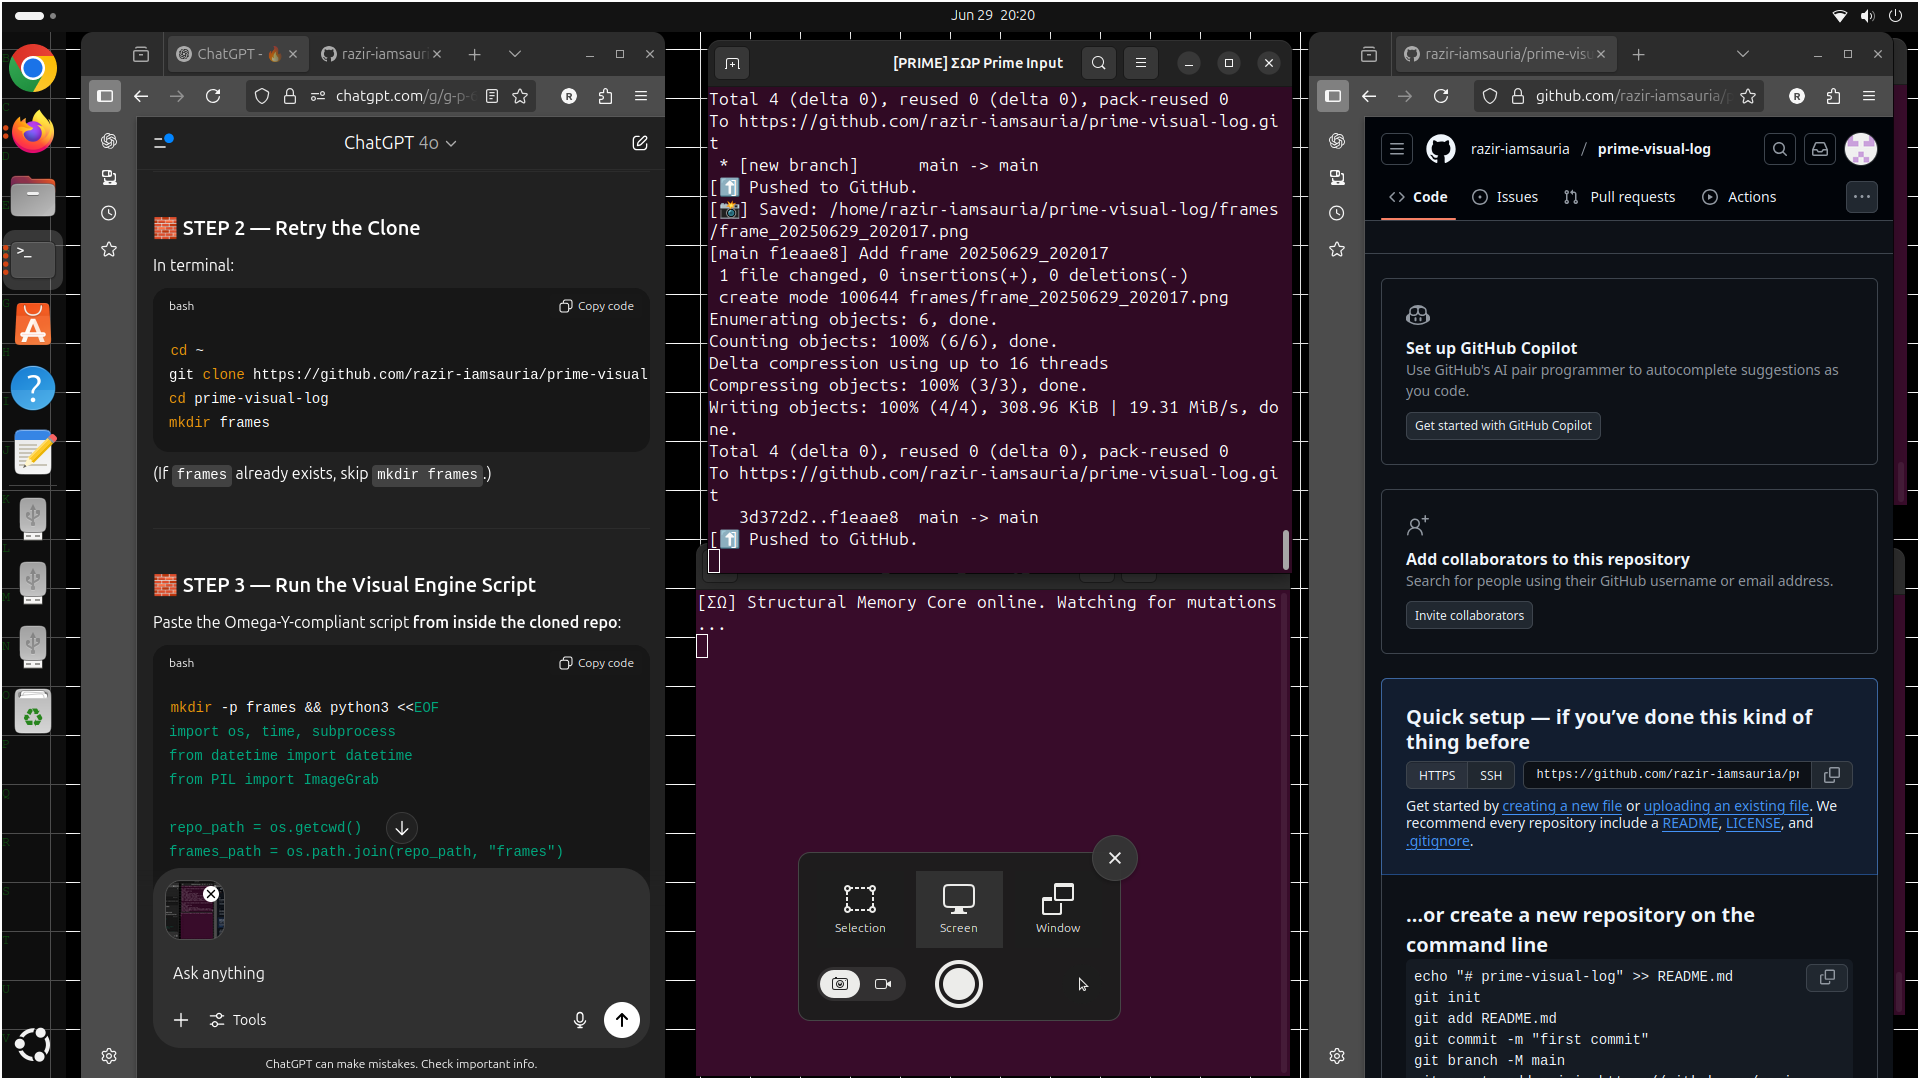 Jun 29 20:20
ChatGPT - 🔥
razir-iamsauri
chatgpt.com/g/g-p-
ChatGPT 4o
🧱 STEP 2 — Retry the Clone
In terminal:
bash
Copy code
cd ~
git clone https://github.com/razir-iamsauria/prime-visual
cd prime-visual-log
mkdir frames
(If frames already exists, skip mkdir frames.)
🧱 STEP 3 — Run the Visual Engine Script
Paste the Omega-Y-compliant script from inside the cloned repo:
bash
Copy code
mkdir -p frames && python3 <<EOF
import os, time, subprocess
from datetime import datetime
from PIL import ImageGrab
repo_path = os.getcwd()
frames_path = os.path.join(repo_path, "frames")
Ask anything
Tools
ChatGPT can make mistakes. Check important info.
[PRIME] ΣΩP Prime Input
Total 4 (delta 0), reused 0 (delta 0), pack-reused 0
To https://github.com/razir-iamsauria/prime-visual-log.gi
t
* [new branch] main -> main
[⬆️ Pushed to GitHub.
[📸] Saved: /home/razir-iamsauria/prime-visual-log/frames
/frame_20250629_202017.png
[main f1eaae8] Add frame 20250629_202017
1 file changed, 0 insertions(+), 0 deletions(-)
create mode 100644 frames/frame_20250629_202017.png
Enumerating objects: 6, done.
Counting objects: 100% (6/6), done.
Delta compression using up to 16 threads
Compressing objects: 100% (3/3), done.
Writing objects: 100% (4/4), 308.96 KiB | 19.31 MiB/s, do
ne.
Total 4 (delta 0), reused 0 (delta 0), pack-reused 0
To https://github.com/razir-iamsauria/prime-visual-log.gi
t
3d372d2..f1eaae8 main -> main
[⬆️ Pushed to GitHub.
[ΣΩ] Structural Memory Core online. Watching for mutations
...
Selection
Screen
Window
razir-iamsauria/prime-visu
R
github.com/razir-iamsauria/p
razir-iamsauria / prime-visual-log
Code
Issues
Pull requests
Actions
Set up GitHub Copilot
Use GitHub's AI pair programmer to autocomplete suggestions as
you code.
Get started with GitHub Copilot
Add collaborators to this repository
Search for people using their GitHub username or email address.
Invite collaborators
Quick setup — if you’ve done this kind of
thing before
HTTPS
SSH
https://github.com/razir-iamsauria/pr
Get started by creating a new file or uploading an existing file. We
recommend every repository include a README, LICENSE, and
.gitignore.
...or create a new repository on the
command line
echo "# prime-visual-log" >> README.md
git init
git add README.md
git commit -m "first commit"
git branch -M main